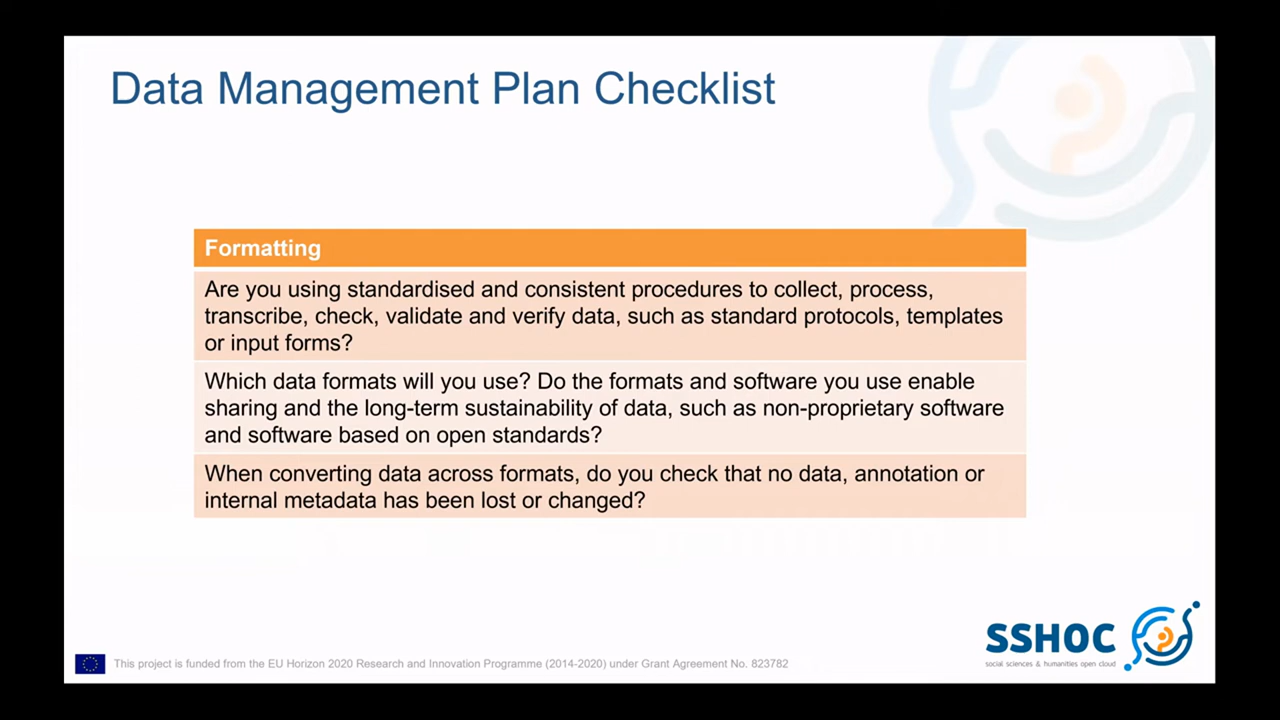 Data Management Plan Checklist
Formatting
Are you using standardised and consistent procedures to collect, process,
transcribe, check, validate and verify data, such as standard protocols, templates
or input forms?
Which data formats will you use? Do the formats and software you use enable
sharing and the long-term sustainability of data, such as non-proprietary software
and software based on open standards?
When converting data across formats, do you check that no data, annotation or
internal metadata has been lost or changed?
SSHOC
social sciences & humanities open cloud
This project is funded from the EU Horizon 2020 Research and Innovation Programme (2014-2020) under Grant Agreement No. 823782